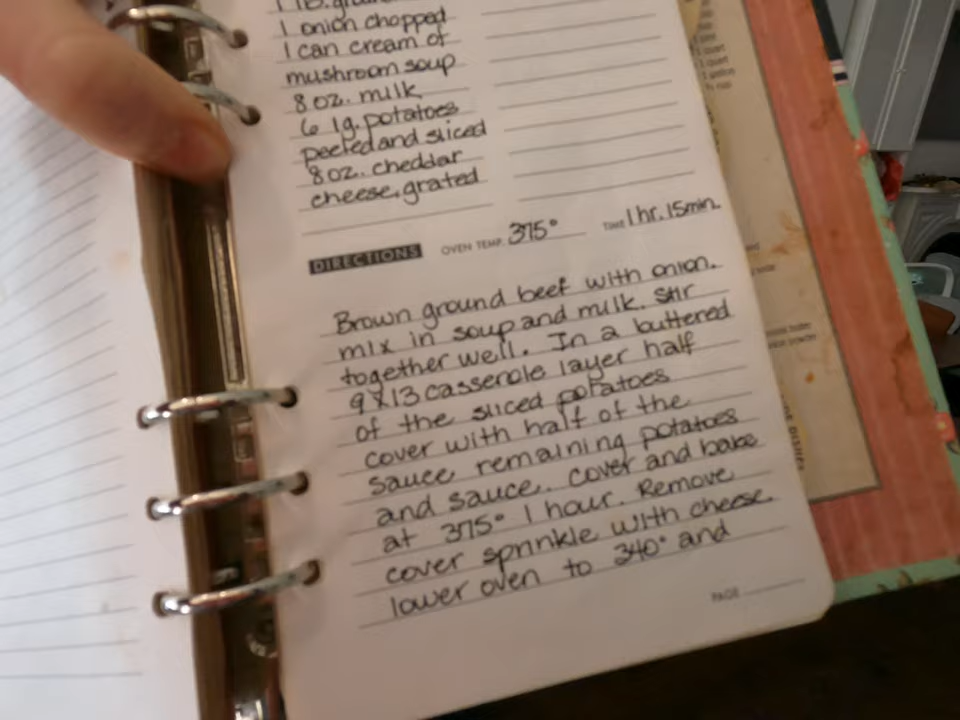 1 lb. ground
1 onion chopped
1 can cream of
mushroom soup
8 oz. milk
6 lg. potatoes
peeled and sliced
8 oz. cheddar
cheese, grated
DIRECTIONS OVEN TEMP. 375° TIME 1 hr. 15 min.
Brown ground beef with onion.
mix in soup and milk. Stir
together well. In a buttered
9x13 casserole layer half
of the sliced potatoes
cover with half of the
sauce remaining potatoes
and sauce. Cover and bake
at 375° 1 hour. Remove
cover sprinkle with cheese.
lower oven to 340° and
PAGE